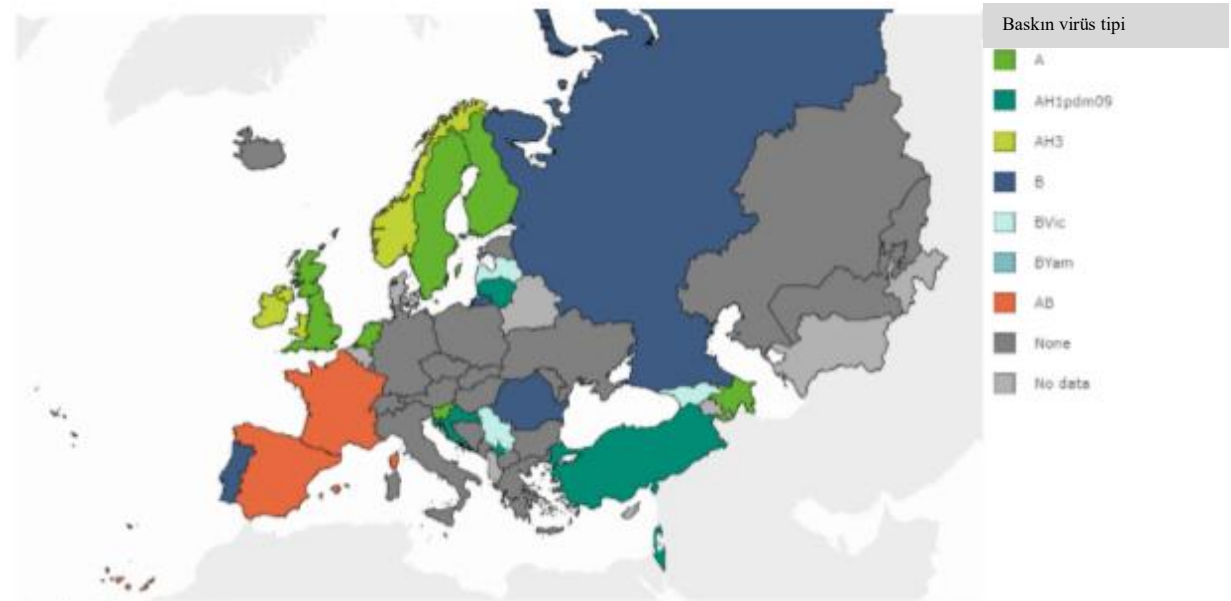 Baskın virüs tipi
A
AH1pdm09
AH3
B
BVic
BYam
AB
None
No data